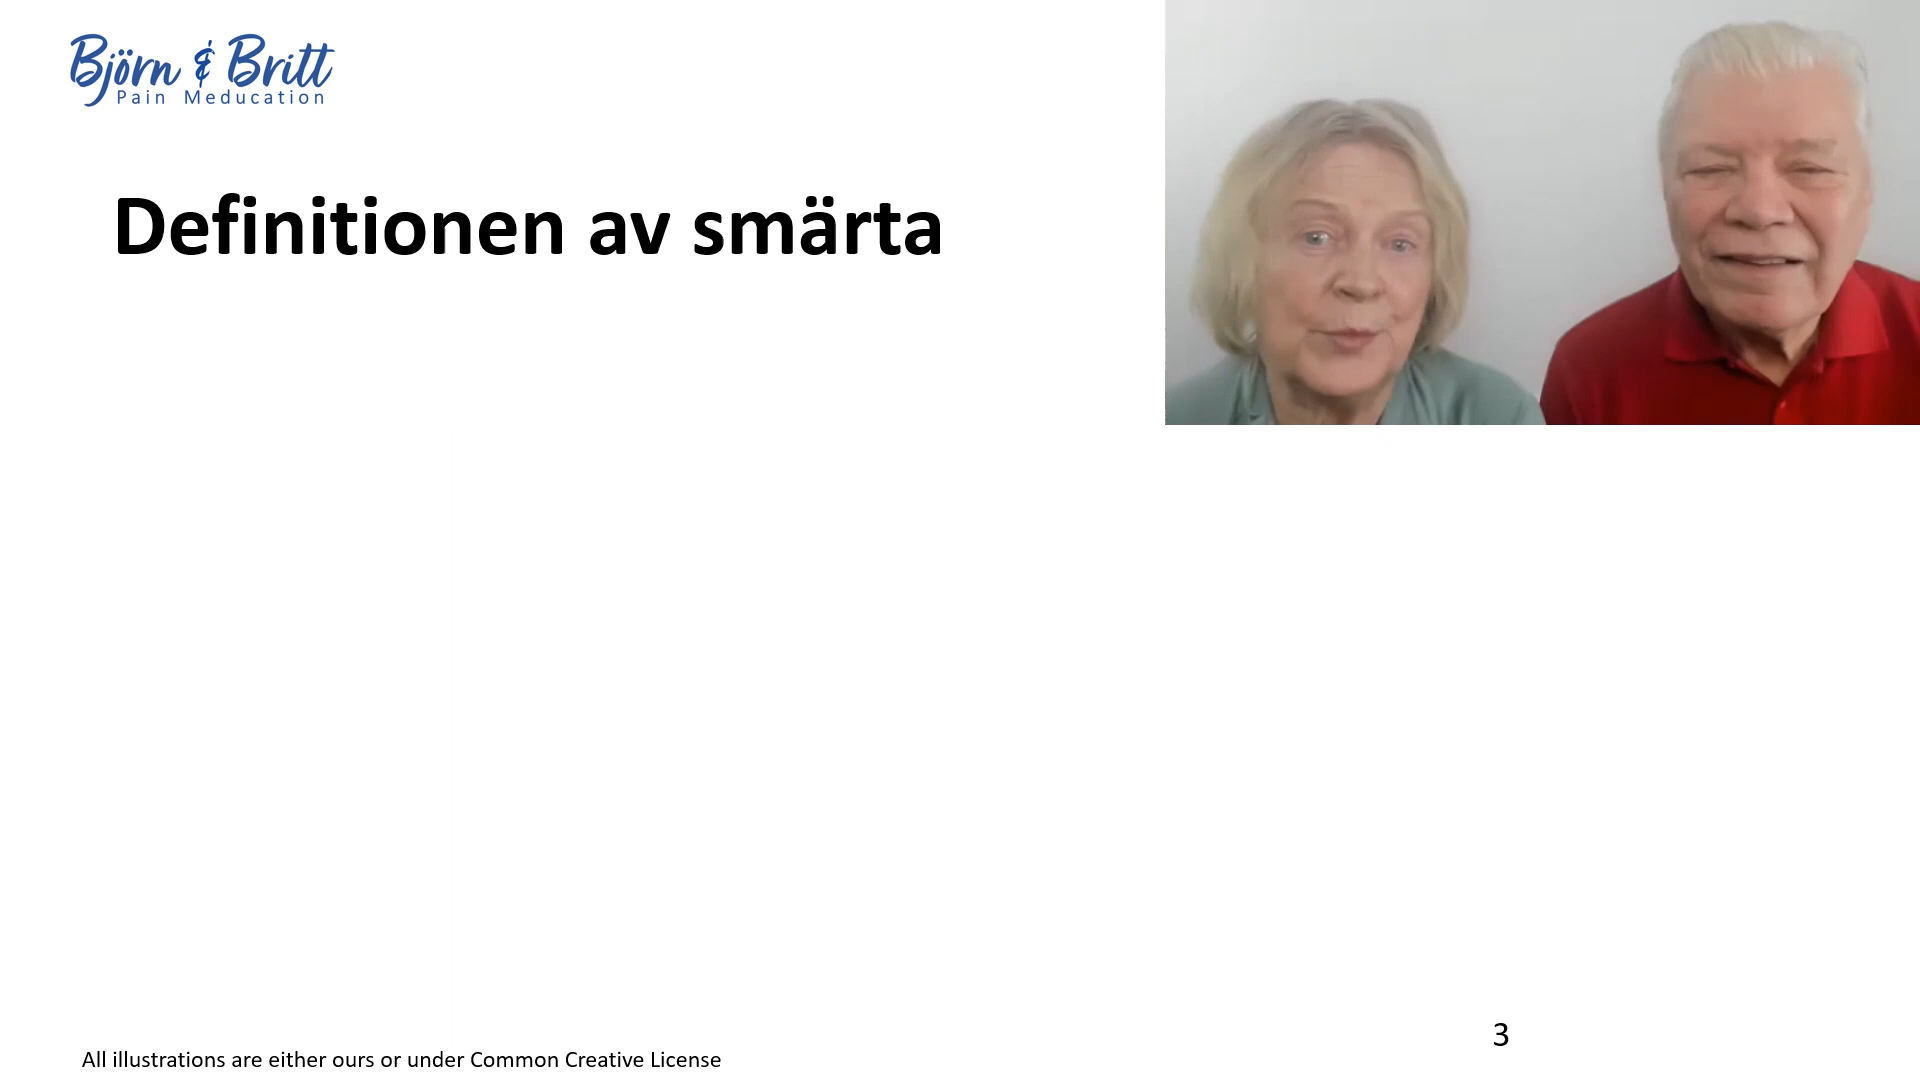 Björn & Britt
Pain Meducation
Definitionen av smärta
3
All illustrations are either ours or under Common Creative License